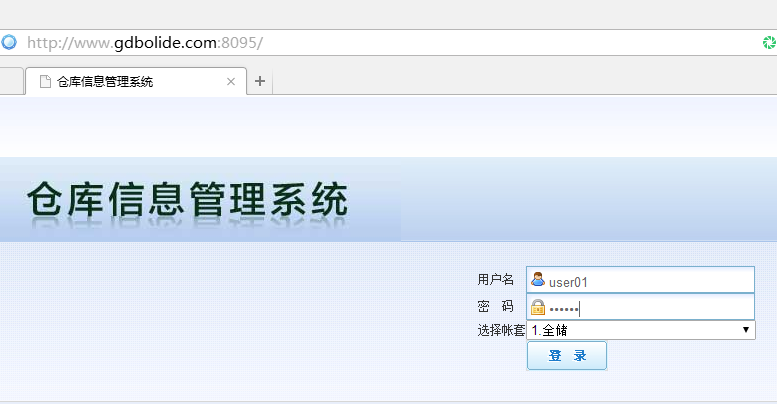 http://www.gdbolide.com:8095/
仓库信息管理系统
仓库信息管理系统
用户名 user01
密 码 ••••••
选择帐套 1.全储
登 录